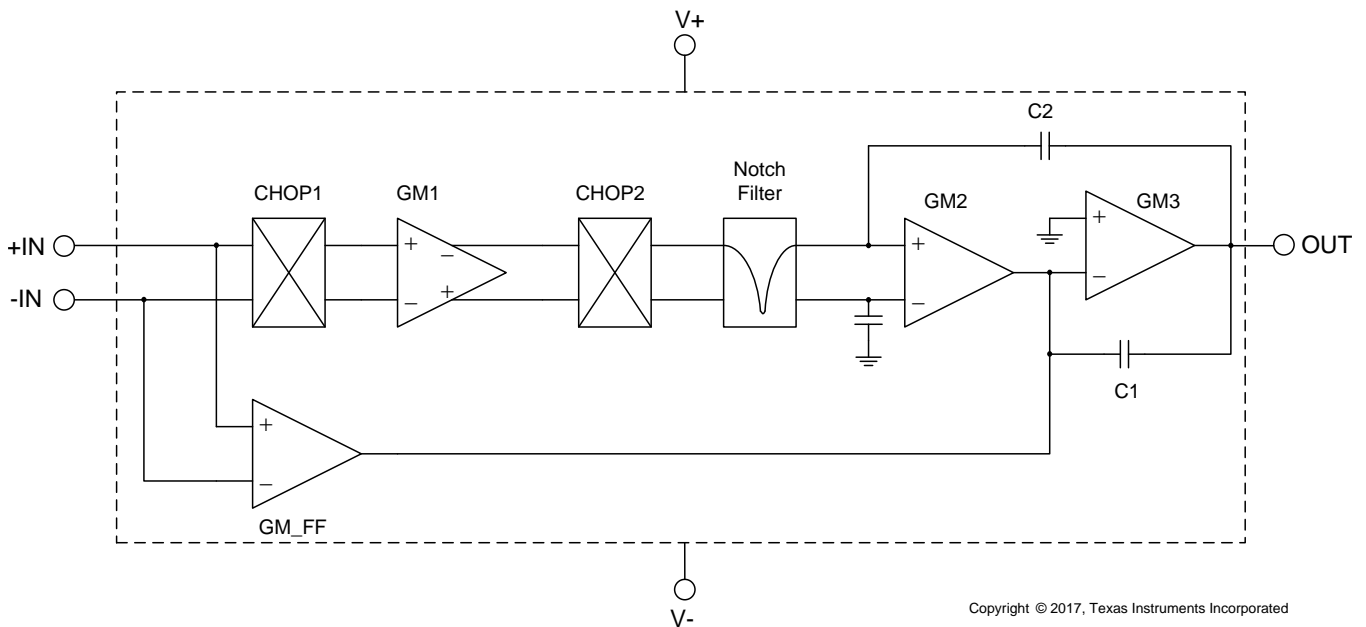 V+
C2
Notch
Filter
CHOP1
GM1
CHOP2
GM2
GM3
+IN
+
−
+
−
+
−
OUT
-IN
−
+
−
C1
+
−
GM_FF
V-
Copyright © 2017, Texas Instruments Incorporated